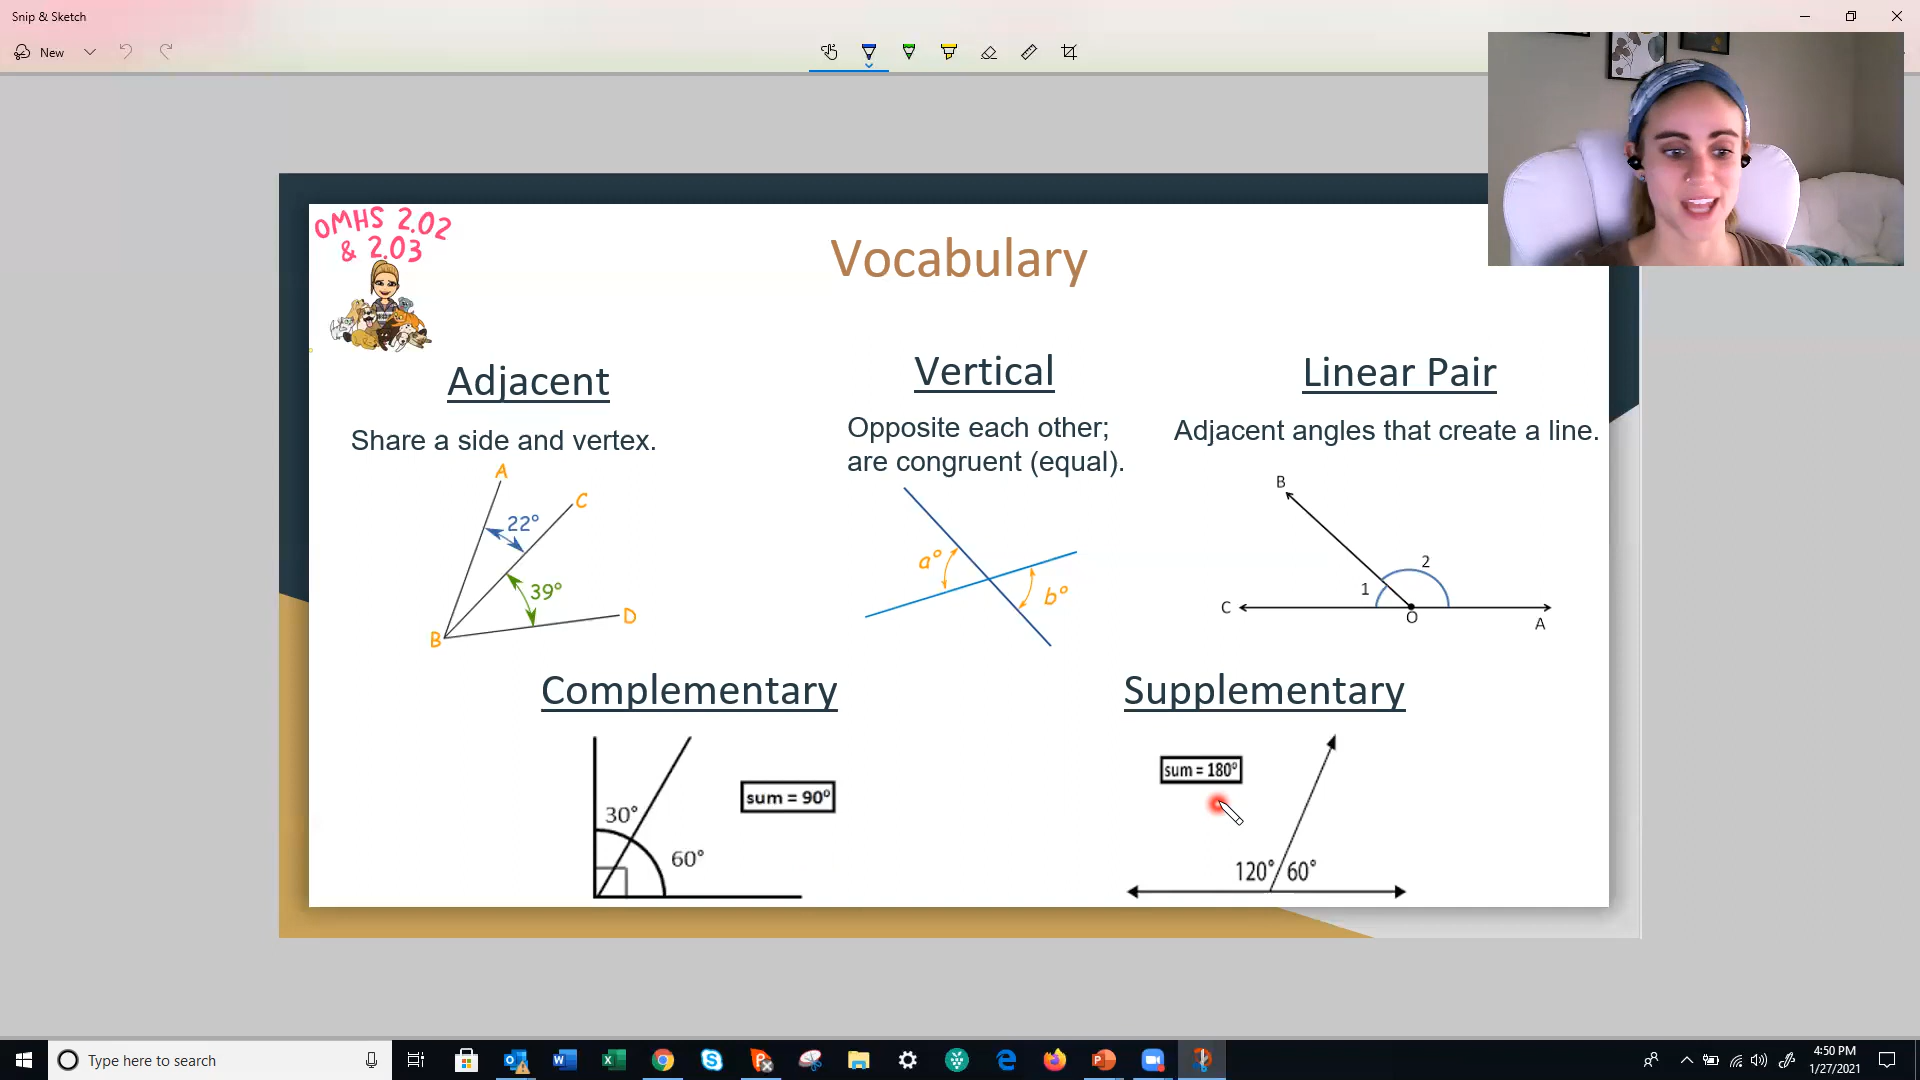 Snip & Sketch
New
OMHS 2.02
& 2.03
Vocabulary
Adjacent
Share a side and vertex.
A
C
22°
39°
B
D
Vertical
Opposite each other;
are congruent (equal).
a°
b°
Linear Pair
Adjacent angles that create a line.
B
2
1
C
O
A
Complementary
30°
60°
sum = 90°
Supplementary
sum = 180°
120°
60°
Type here to search
4:50 PM
1/27/2021